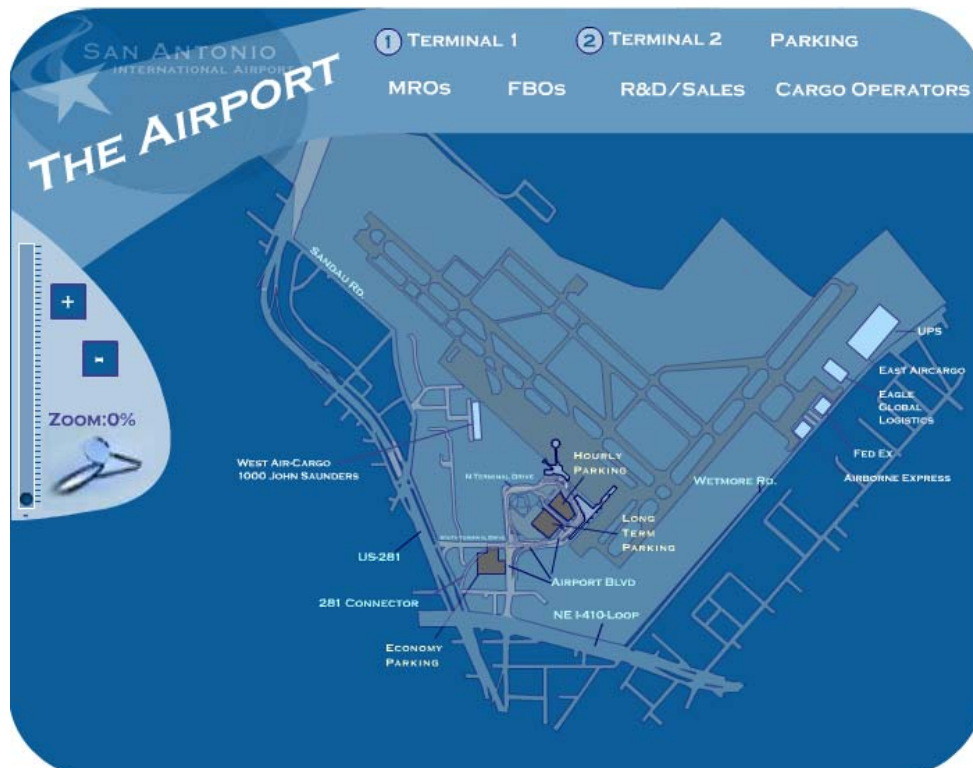 SAN ANTONIO
INTERNATIONAL AIRPORT
THE AIRPORT
1 TERMINAL 1
2 TERMINAL 2
PARKING
MROS
FBOS
R&D/SALES
CARGO OPERATORS
+
-
ZOOM:0%
SANDAU RD.
UPS
EAST AIRCARGO
EAGLE
GLOBAL
LOGISTICS
FED EX
AIRBORNE EXPRESS
WETMORE RD.
WEST AIR-CARGO
1000 JOHN SAUNDERS
N TERMINAL DRIVE
HOURLY
PARKING
LONG
TERM
PARKING
SOUTH TERMINAL DRIVE
US-281
AIRPORT BLVD
281 CONNECTOR
NE I-410-LOOP
ECONOMY
PARKING